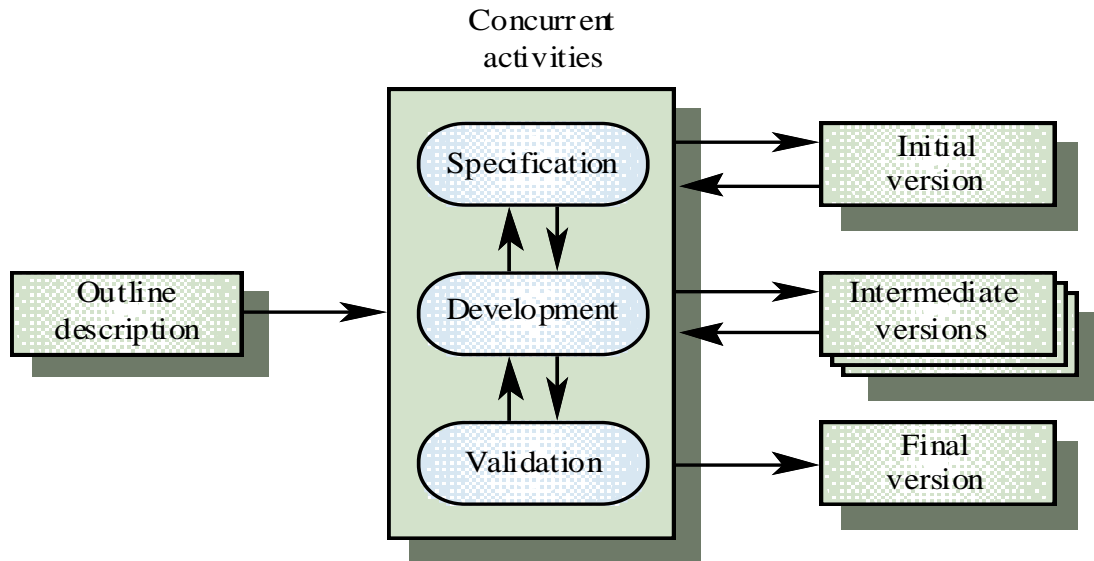 Concurrent
activities
Specification
Initial
version
Outline
description
Development
Intermediate
versions
Validation
Final
version